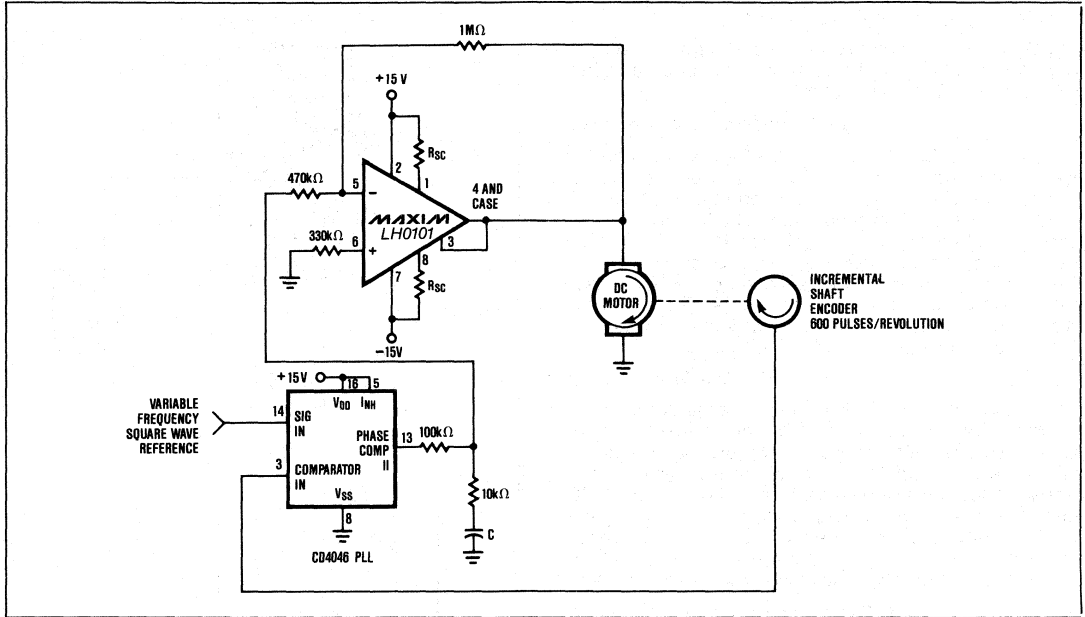 1MΩ
+15 V
RSC
2
1
470kΩ
5
−
4 AND
CASE
MAXIM
LH0101
3
330kΩ
6
+
8
7
RSC
−15V
DC
MOTOR
INCREMENTAL
SHAFT
ENCODER
600 PULSES/REVOLUTION
+15V
16
5
VDD
INH
VARIABLE
FREQUENCY
SQUARE WAVE
REFERENCE
14
SIG
IN
PHASE
COMP
II
13
100kΩ
3
COMPARATOR
IN
VSS
8
10kΩ
C
CD4046 PLL